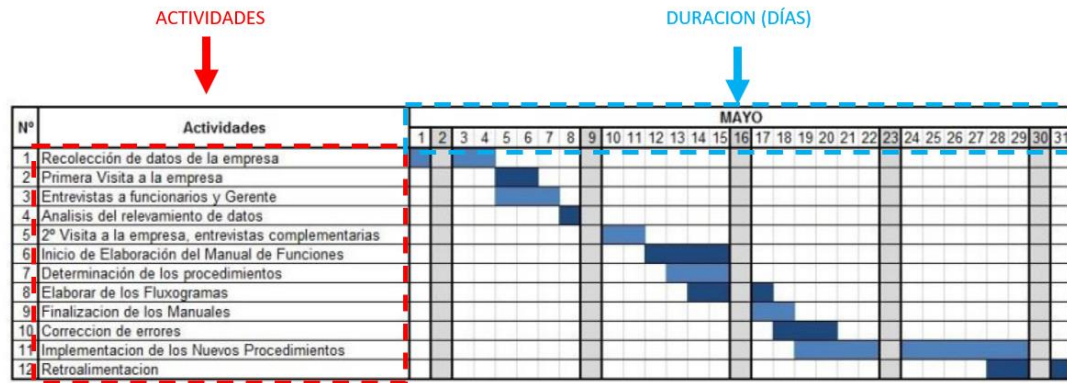 ACTIVIDADES
DURACION (DÍAS)
Nº Actividades MAYO
1 2 3 4 5 6 7 8 9 10 11 12 13 14 15 16 17 18 19 20 21 22 23 24 25 26 27 28 29 30 31
1 Recolección de datos de la empresa
2 Primera Visita a la empresa
3 Entrevistas a funcionarios y Gerente
4 Analisis del relevamiento de datos
5 2º Visita a la empresa, entrevistas complementarias
6 Inicio de Elaboración del Manual de Funciones
7 Determinación de los procedimientos
8 Elaborar de los Fluxogramas
9 Finalizacion de los Manuales
10 Correccion de errores
11 Implementacion de los Nuevos Procedimientos
12 Retroalimentacion